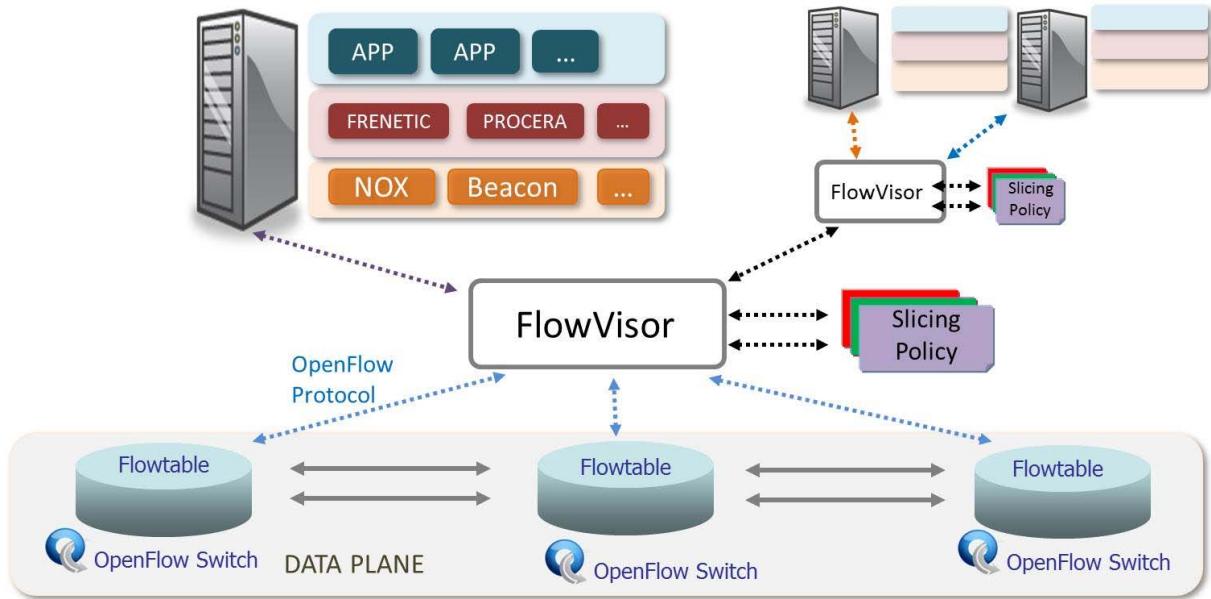 APP APP ...
FRENETIC PROCERA ...
NOX Beacon ...
FlowVisor
Slicing
Policy
FlowVisor
Slicing
Policy
OpenFlow
Protocol
Flowtable
Flowtable
Flowtable
OpenFlow Switch
DATA PLANE
OpenFlow Switch
OpenFlow Switch